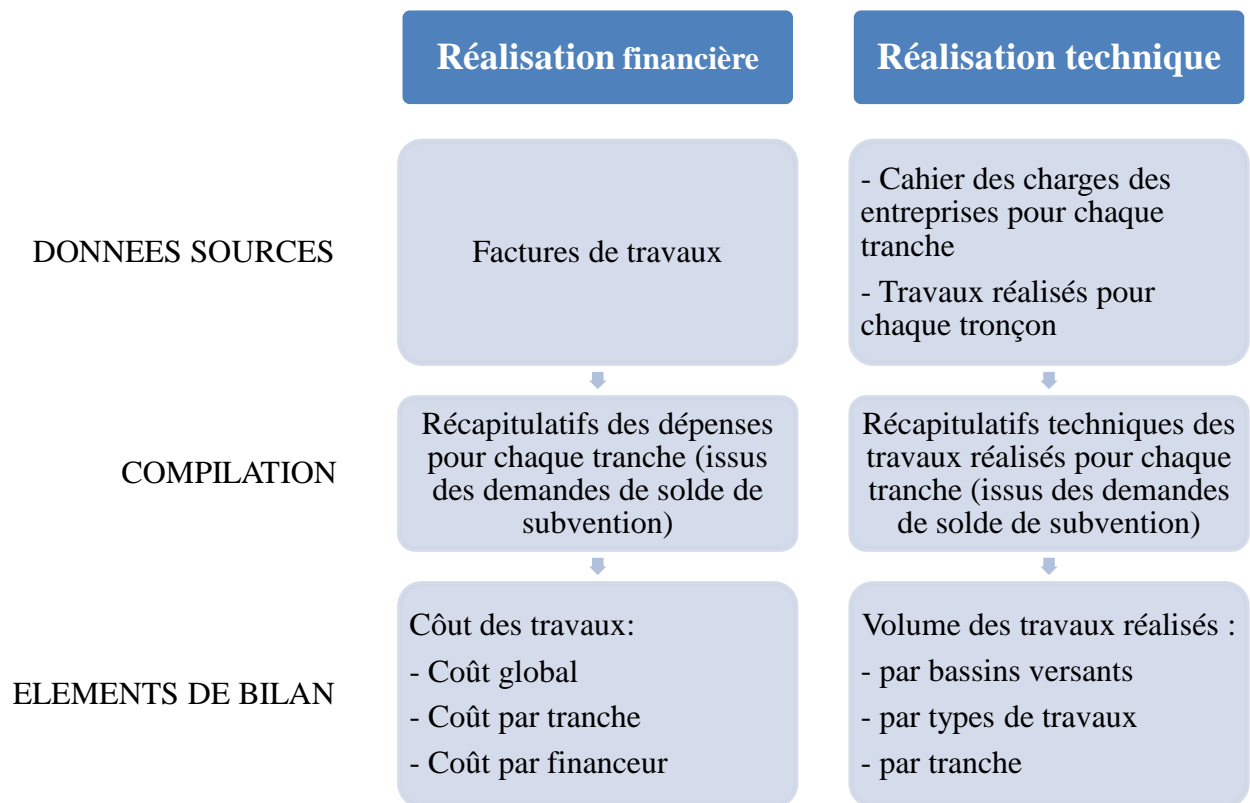 Réalisation financière
Réalisation technique
DONNEES SOURCES
Factures de travaux
- Cahier des charges des
entreprises pour chaque
tranche
- Travaux réalisés pour
chaque tronçon
COMPILATION
Récapitulatifs des dépenses
pour chaque tranche (issus
des demandes de solde de
subvention)
Récapitulatifs techniques des
travaux réalisés pour chaque
tranche (issus des demandes
de solde de subvention)
ELEMENTS DE BILAN
Côut des travaux:
- Coût global
- Coût par tranche
- Coût par financeur
Volume des travaux réalisés :
- par bassins versants
- par types de travaux
- par tranche